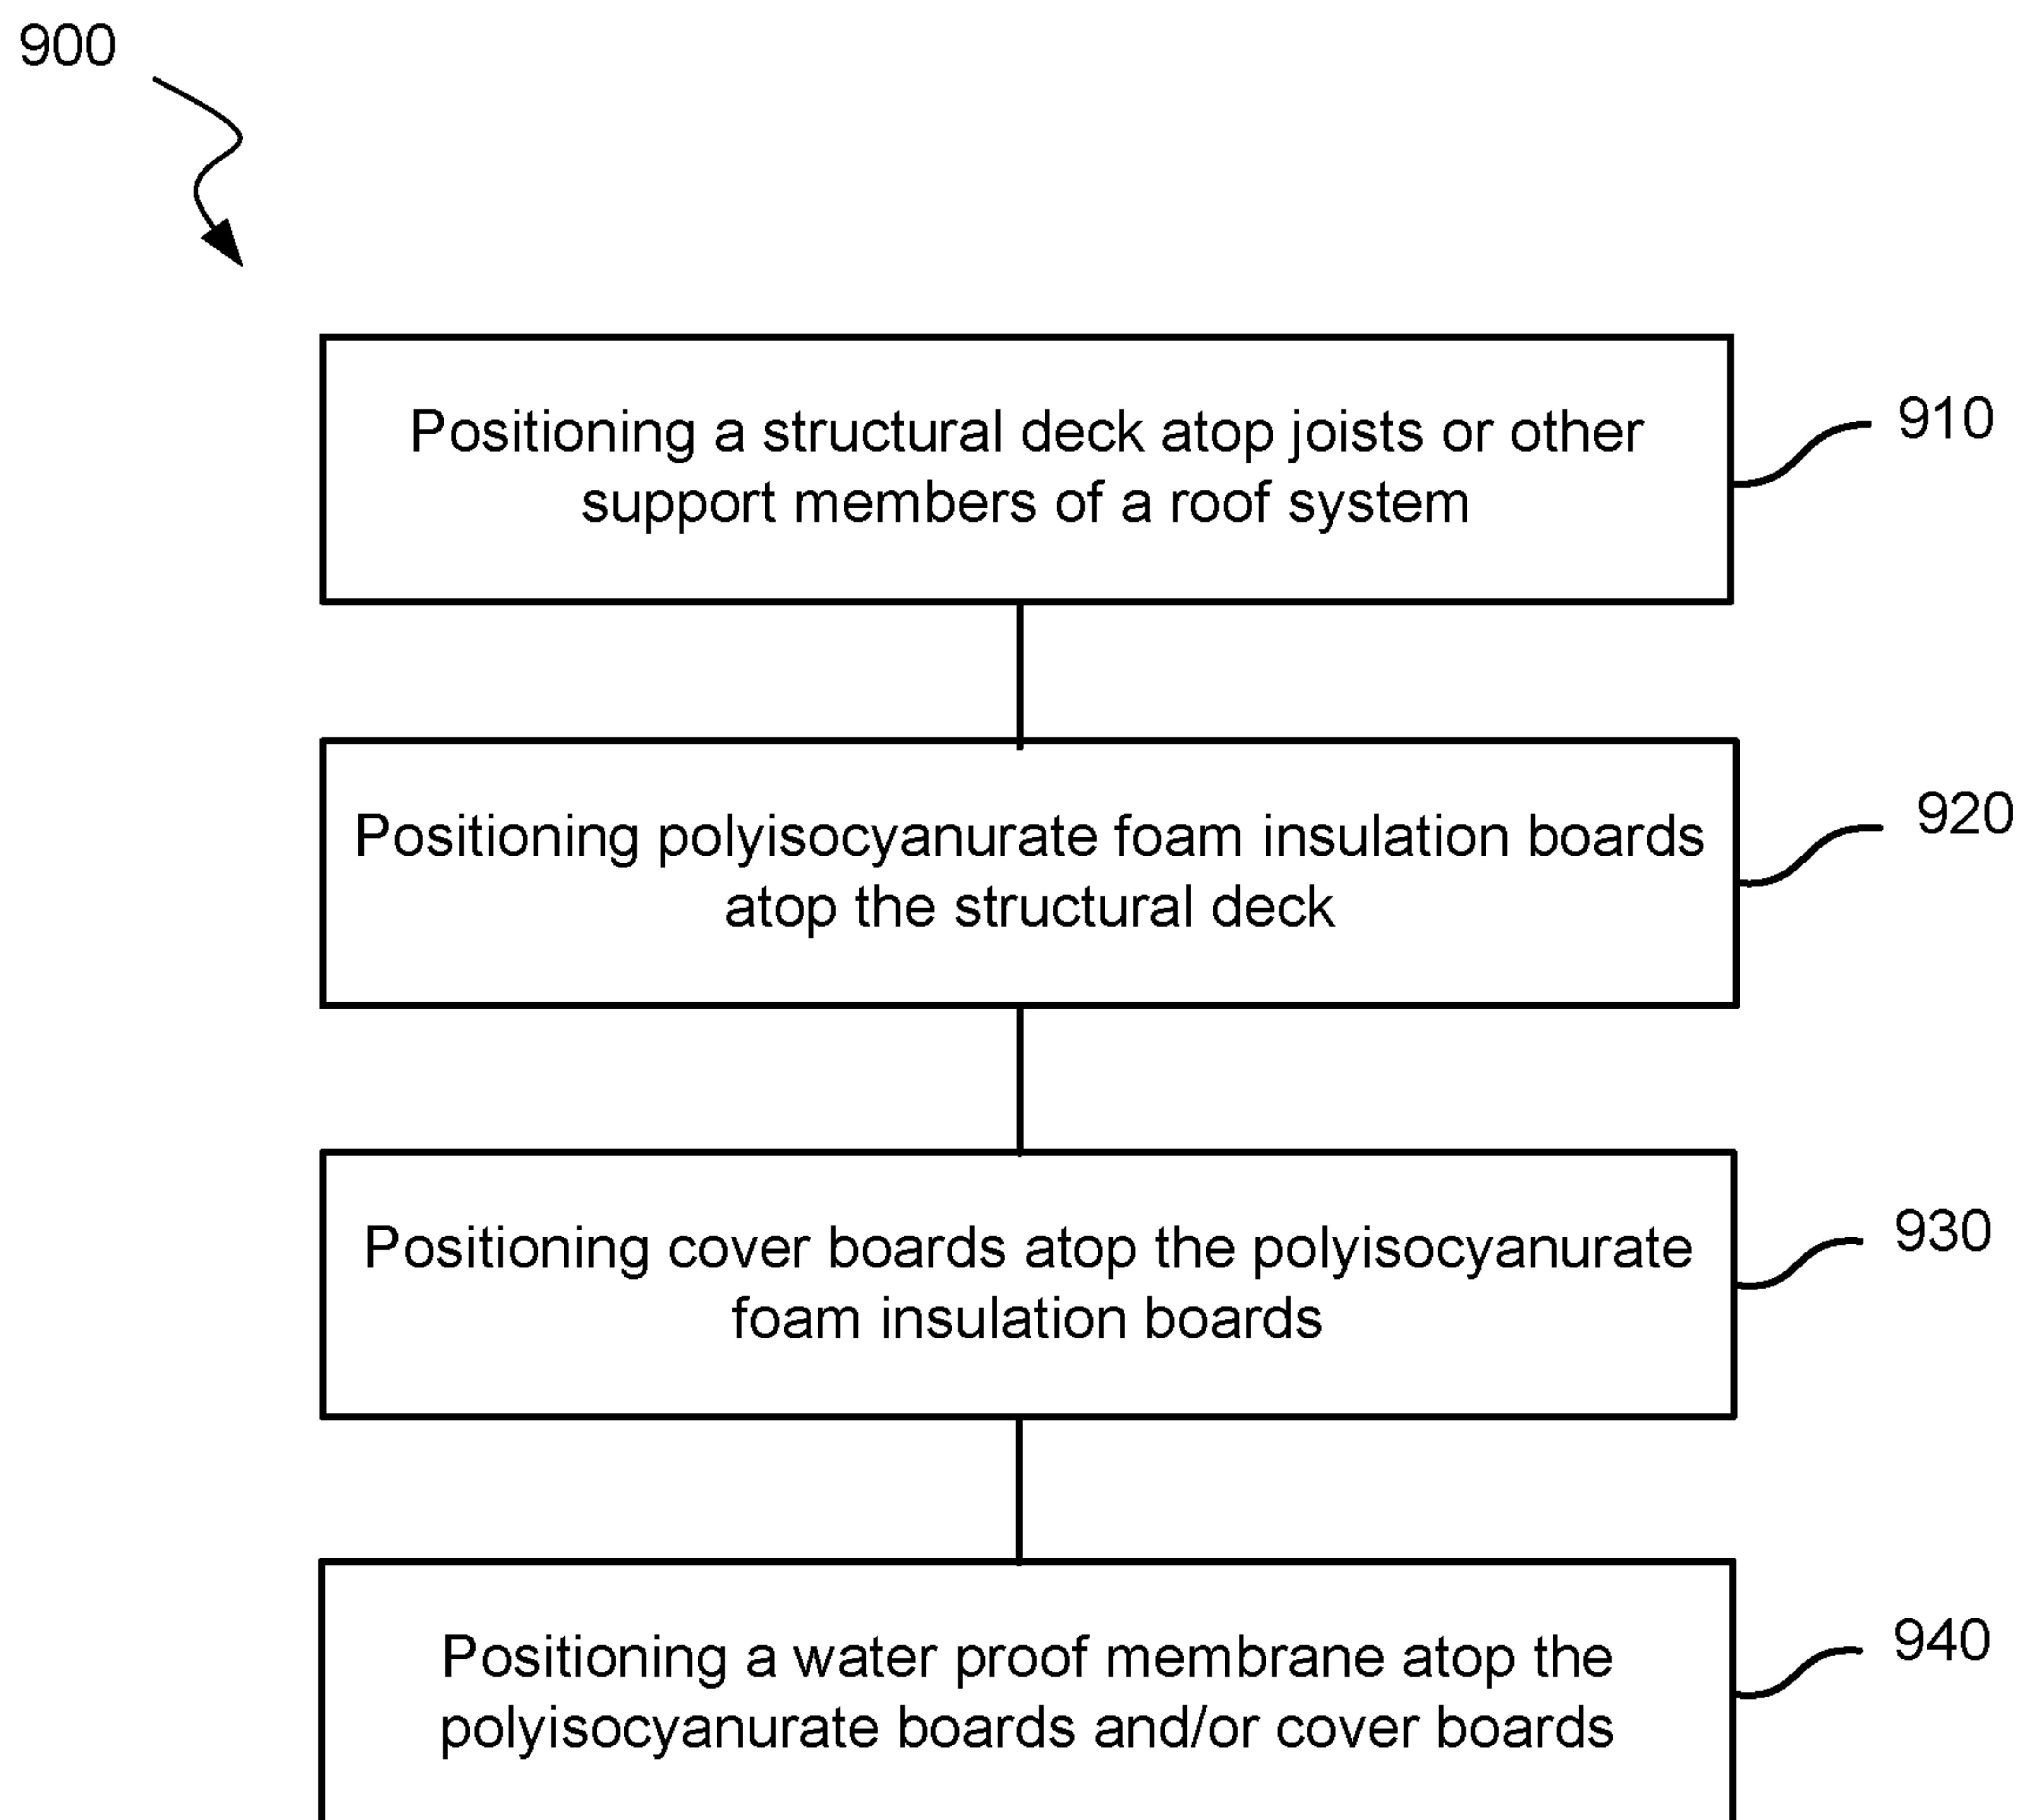 900
Positioning a structural deck atop joists or other
support members of a roof system
910
Positioning polyisocyanurate foam insulation boards
atop the structural deck
920
Positioning cover boards atop the polyisocyanurate
foam insulation boards
930
Positioning a water proof membrane atop the
polyisocyanurate boards and/or cover boards
940